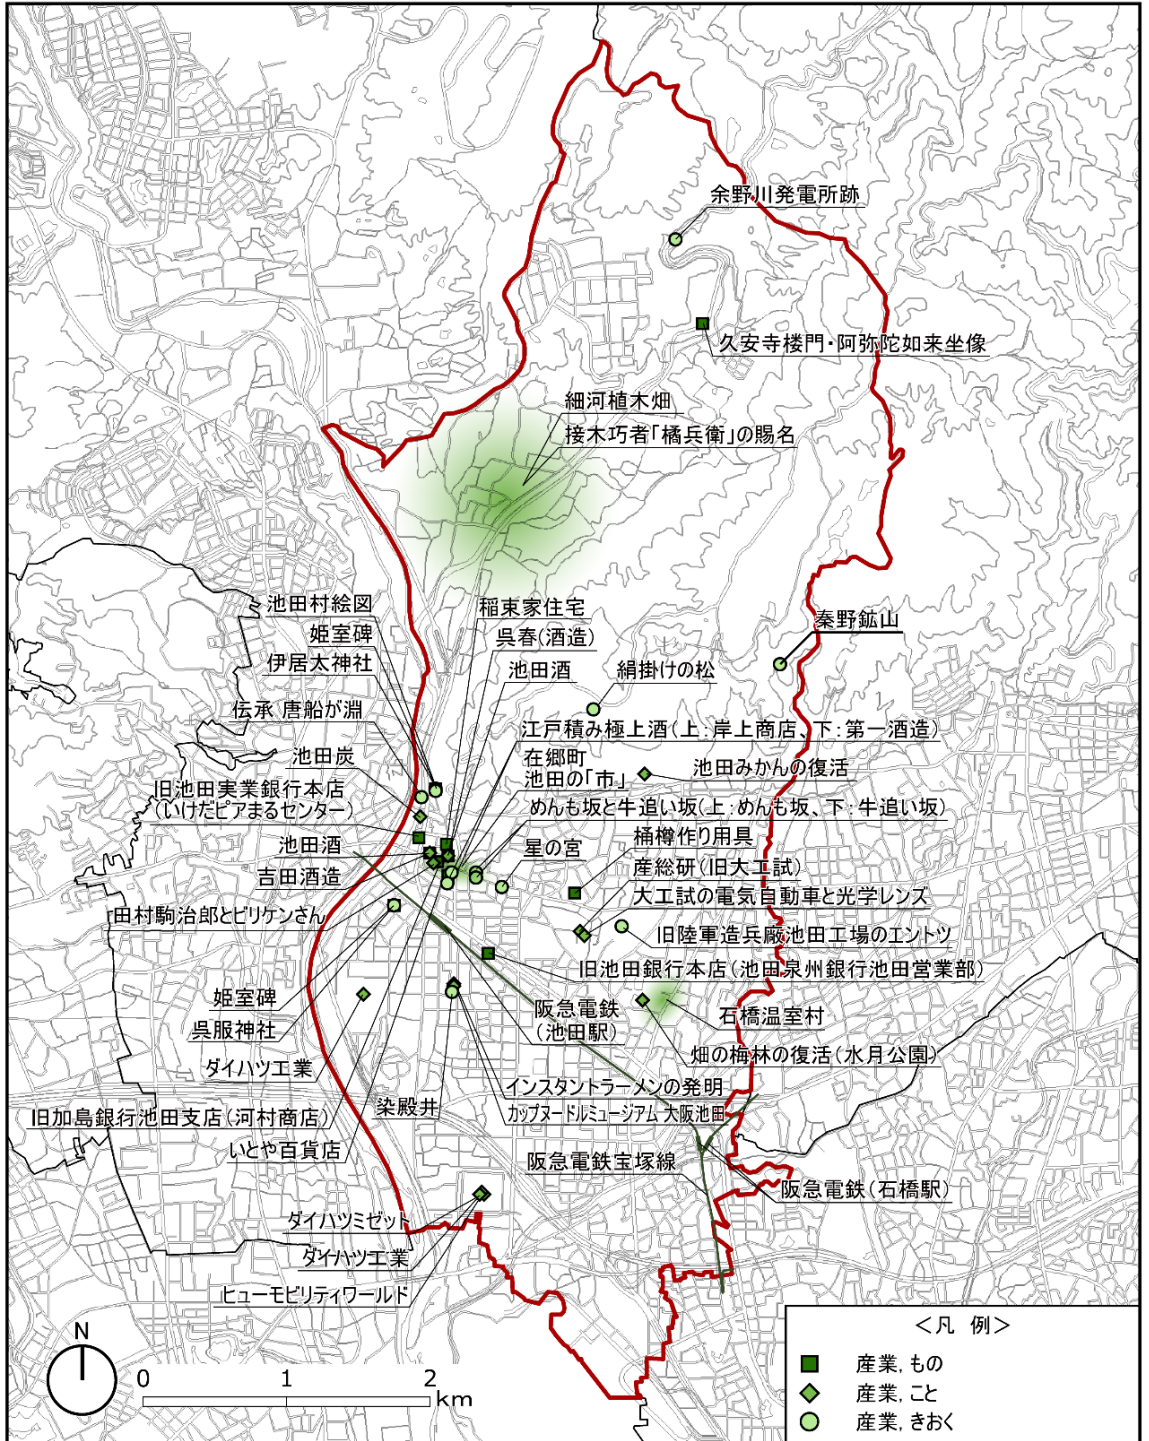 余野川発電所跡
久安寺楼門・阿弥陀如来坐像
細河植木畑
接木巧者「橘兵衛」の賜名
池田村絵図
姫室碑
伊居太神社
伝承 唐船が淵
池田炭
旧池田実業銀行本店
(いけだピアまるセンター)
池田酒
吉田酒造
田村駒治郎とビリケンさん
稲束家住宅
呉春(酒造)
池田酒
秦野鉱山
絹掛けの松
江戸積み極上酒(上:岸上商店、下:第一酒造)
在郷町
池田の「市」
池田みかんの復活
めんも坂と牛追い坂(上:めんも坂、下:牛追い坂)
星の宮
桶樽作り用具
産総研(旧大工試)
大工試の電気自動車と光学レンズ
旧陸軍造兵廠池田工場のエントツ
旧池田銀行本店(池田泉州銀行池田営業部)
姫室碑
呉服神社
ダイハツ工業
旧加島銀行池田支店(河村商店)
いとや百貨店
染殿井
阪急電鉄
(池田駅)
石橋温室村
畑の梅林の復活(水月公園)
インスタントラーメンの発明
カップヌードルミュージアム 大阪池田
阪急電鉄宝塚線
阪急電鉄(石橋駅)
ダイハツミゼット
ダイハツ工業
ヒューモビリティワールド
N
0 1 2
km
<凡 例>
産業, もの
産業, こと
産業, きおく